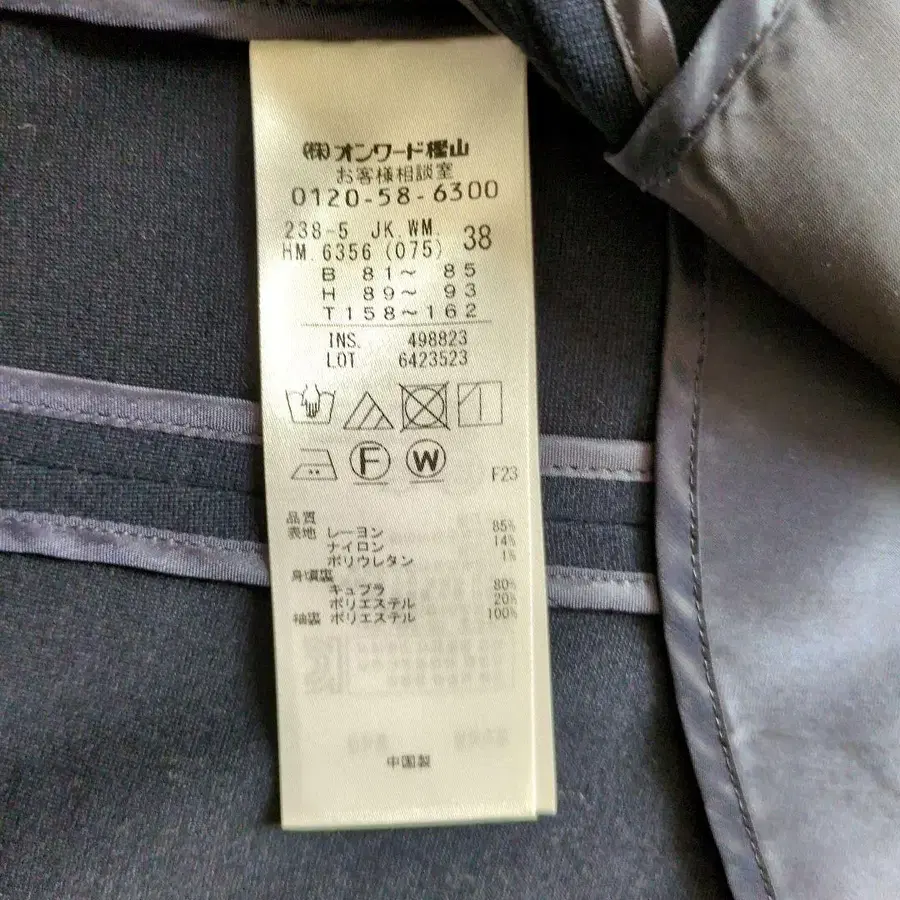 (株)オンワード樫山
お客様相談室
0120-58-6300
238-5 JK.WM. 38
HM.6356 (075)
B 81〜 85
H 89〜 93
T158〜162
INS. 498823
LOT 6423523
F W
F23
品質
表地 レーヨン 85%
ナイロン 14%
ポリウレタン 1%
身頃裏
キュプラ 80%
ポリエステル 20%
袖裏 ポリエステル 100%
中国製